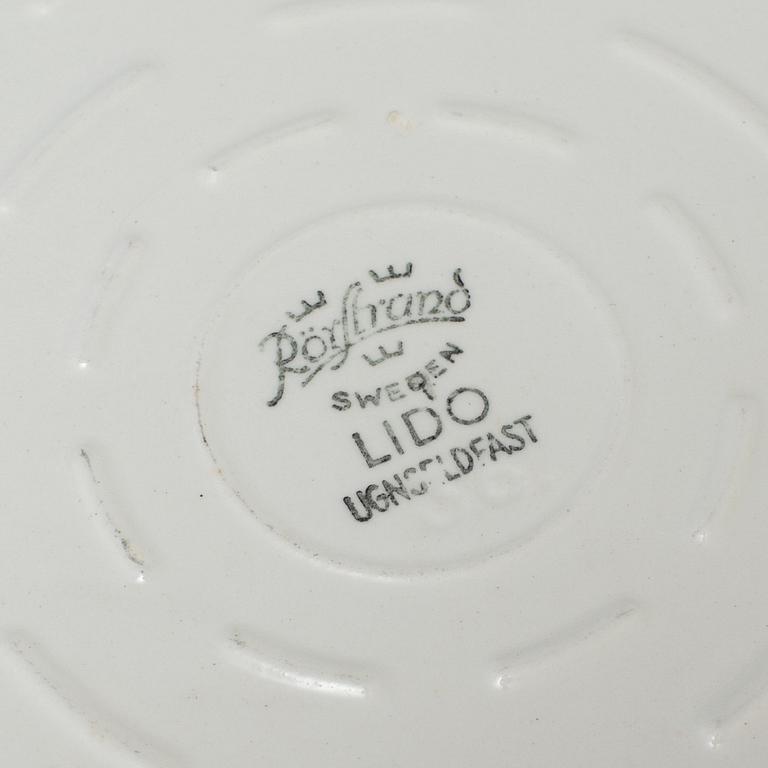 Rörstrand
SWEDEN
LIDO
UGNSELDFAST